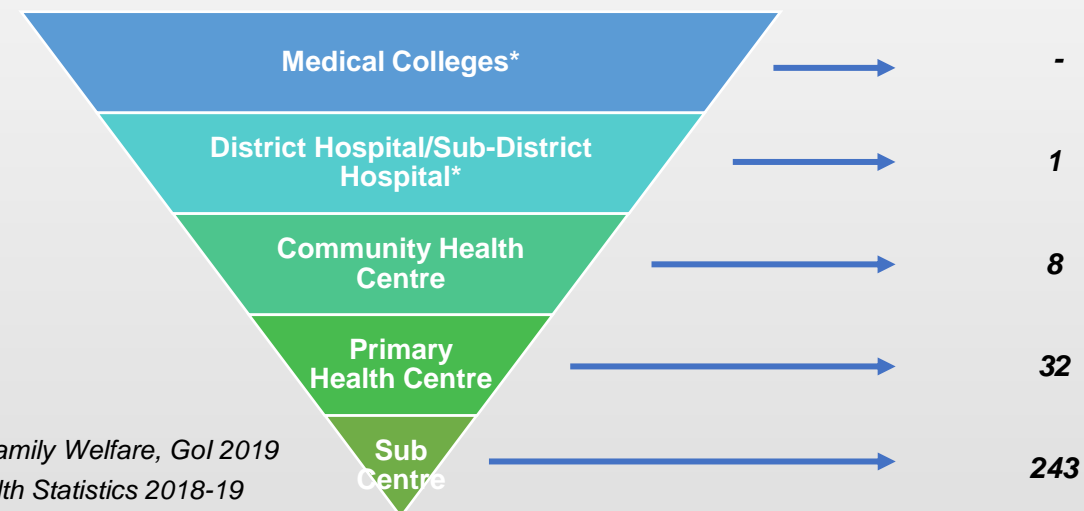 Medical Colleges*
-
District Hospital/Sub-District
Hospital*
1
Community Health
Centre
8
Primary
Health Centre
32
Sub
Centre
243
amily Welfare, GoI 2019
lth Statistics 2018-19